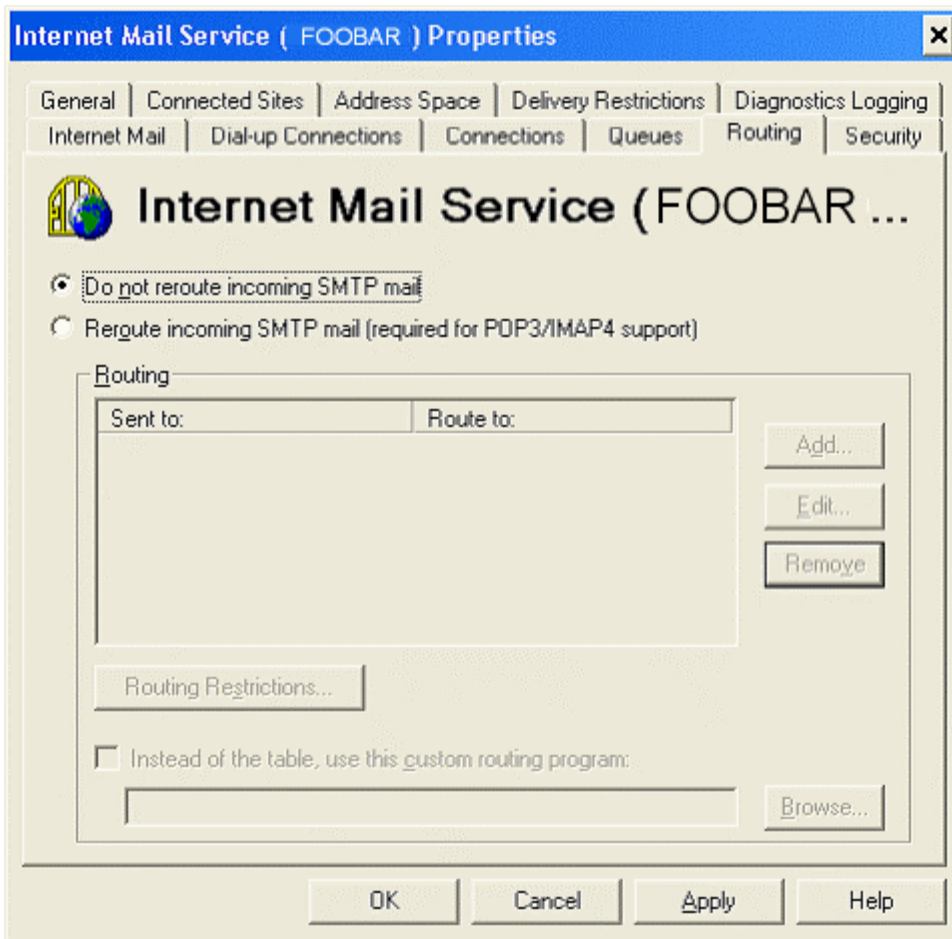 Internet Mail Service ( FOOBAR ) Properties
General Connected Sites Address Space Delivery Restrictions Diagnostics Logging
Internet Mail Dial-up Connections Connections Queues Routing Security
Internet Mail Service (FOOBAR ...
Do not reroute incoming SMTP mail
Reroute incoming SMTP mail (required for POP3/IMAP4 support)
Routing
Sent to: Route to:
Add...
Edit...
Remove
Routing Restrictions...
Instead of the table, use this custom routing program:
Browse...
OK Cancel Apply Help